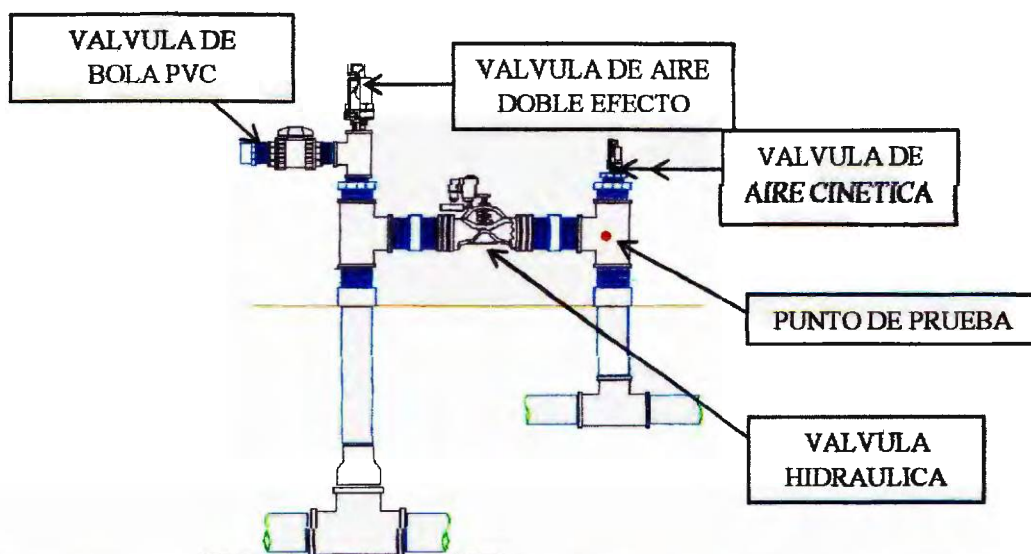 VALVULA DE
BOLA PVC
VALVULA DE AIRE
DOBLE EFECTO
VALVULA DE
AIRE CINETICA
PUNTO DE PRUEBA
VALVULA
HIDRAULICA